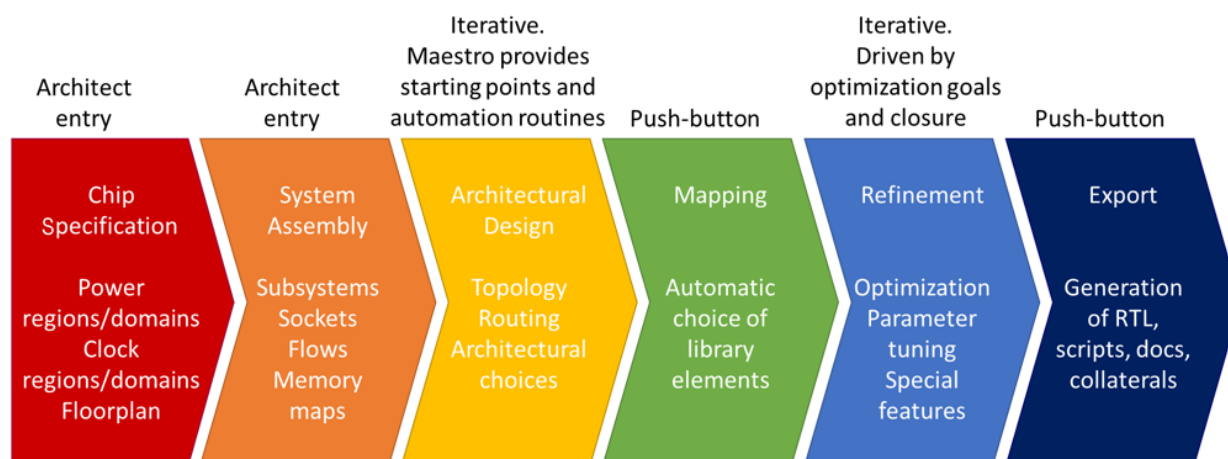 Architect
entry
Chip
Specification
Power
regions/domains
Clock
regions/domains
Floorplan
Architect
entry
System
Assembly
Subsystems
Sockets
Flows
Memory
maps
Iterative.
Maestro provides
starting points and
automation routines
Architectural
Design
Topology
Routing
Architectural
choices
Push-button
Mapping
Automatic
choice of
library
elements
Iterative.
Driven by
optimization goals
and closure
Refinement
Optimization
Parameter
tuning
Special
features
Push-button
Export
Generation
of RTL,
scripts, docs,
collaterals